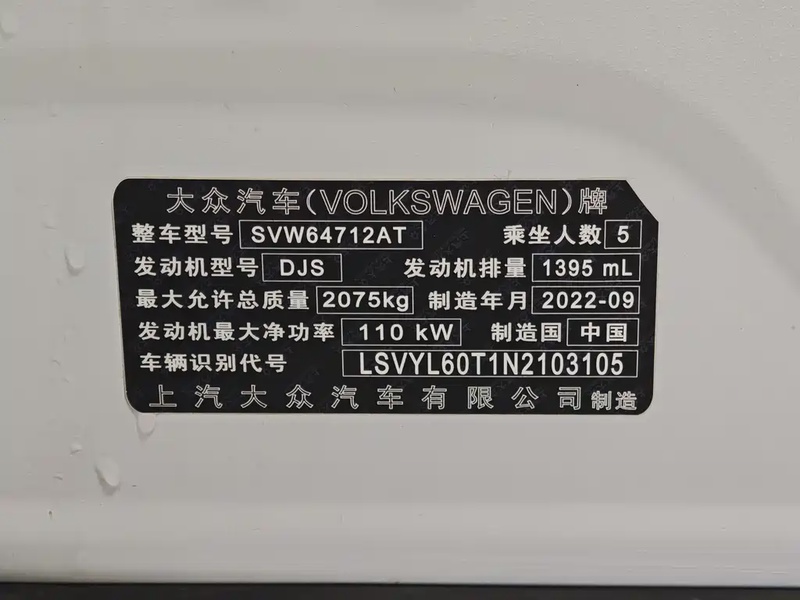 大众汽车(VOLKSWAGEN)牌
整车型号 SVW64712AT 乘坐人数 5
发动机型号 DJS 发动机排量 1395 mL
最大允许总质量 2075kg 制造年月 2022-09
发动机最大净功率 110 kW 制造国 中国
车辆识别代号 LSVYL60T1N2103105
上汽大众汽车有限公司制造